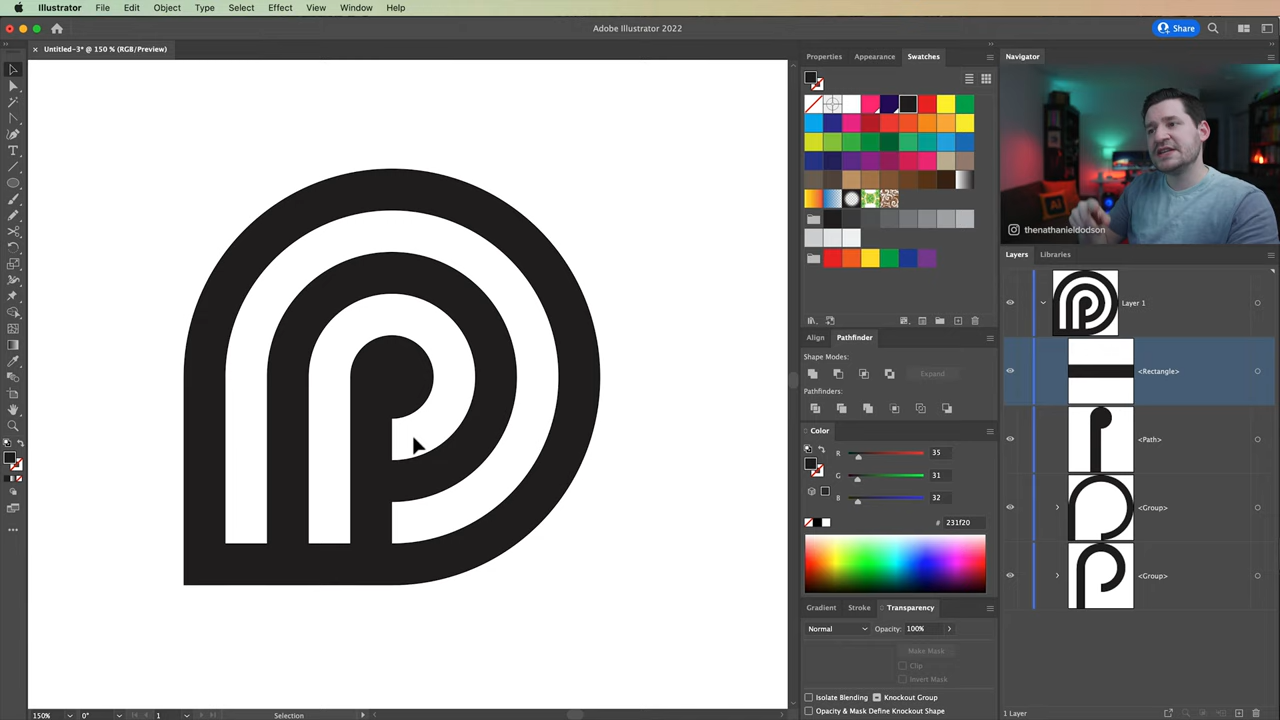 Illustrator File Edit Object Type Select Effect View Window Help
Adobe Illustrator 2022
Share
Untitled-3* @ 150 % (RGB/Preview)
Properties Appearance Swatches
Navigator
thenathanieldodson
Ai
Layers Libraries
Layer 1
<Rectangle>
<Path>
<Group>
<Group>
Align Pathfinder
Shape Modes:
Expand
Pathfinders:
Color
R 35
G 31
B 32
# 231f20
Gradient Stroke Transparency
Normal Opacity: 100%
Make Mask
Clip
Invert Mask
Isolate Blending Knockout Group
Opacity & Mask Define Knockout Shape
150% 0° 1 Selection
1 Layer